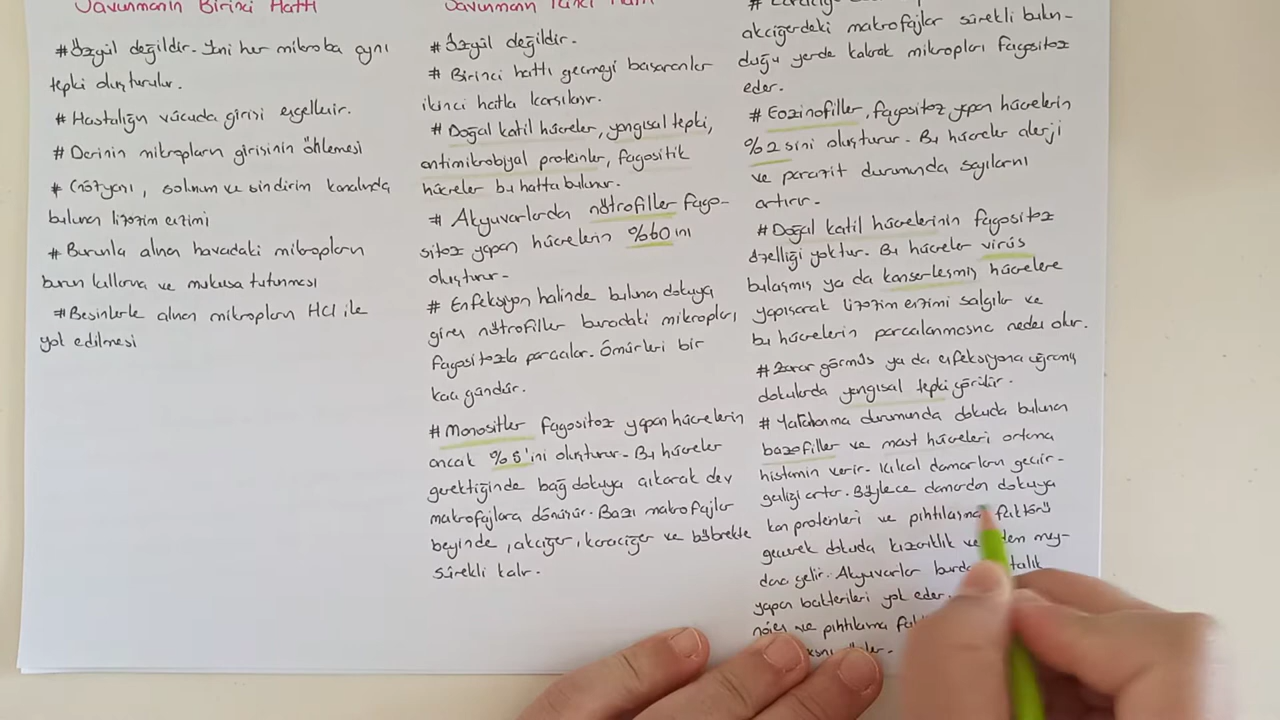 Savunmanın Birinci Hattı
# Özgül değildir. Yani her mikroba aynı
tepki oluşturulur.
# Hastalığın vücuda girişi engellenir.
# Derinin mikropların girişinin önlemesi
# Gözyaşı, solunum ve sindirim kanalında
bulunan lizozim enzimi
# Burunla alınan havadaki mikropların
burun kıllarına ve mukusa tutunması
# Besinlerle alınan mikropların HCl ile
yok edilmesi
Savunmanın İkinci Hattı
# Özgül değildir.
# Birinci hattı geçmeyi başaranlar
ikinci hatla karşılaşır.
# Doğal katil hücreler, yangısal tepki,
antimikrobiyal proteinler, fagositik
hücreler bu hatta bulunur.
# Akyuvarlarda nötrofiller fago-
sitoz yapan hücrelerin %60'ını
oluşturur.
# Enfeksiyon halinde bulunan dokuya
giren nötrofiller buradaki mikropları
fagositozla parçalar. Ömürleri bir
kaç gündür.
# Monositler fagositoz yapan hücrelerin
ancak %5'ini oluşturur. Bu hücreler
gerektiğinde bağ dokuya çıkarak dev
makrofajlara dönüşür. Bazı makrofajlar
beyinde, akciğer, karaciğer ve böbrekte
sürekli kalır.
akciğerdeki makrofajlar sürekli bulun-
duğu yerde kalarak mikropları fagositoz
eder.
# Eozinofiller, fagositoz yapan hücrelerin
%2 sini oluşturur. Bu hücreler alerji
ve parazit durumunda sayılarını
artırır.
# Doğal katil hücrelerinin fagositoz
özelliği yoktur. Bu hücreler virüs
bulaşmış ya da kanserleşmiş hücrelere
yapışarak lizozim enzimi salgılar ve
bu hücrelerin parçalanmasına neden olur.
# Zarar görmüş ya da enfeksiyona uğramış
dokularda yangısal tepki görülür.
# Yaralanma durumunda dokuda bulunan
bazofiller ve mast hücreleri ortama
histamin verir. Kılcal damarların geçir-
genliği artar. Böylece damardan dokuya
kan proteinleri ve pıhtılaşma faktörü
geçerek dokuda kızarıklık ve mey-
dana gelir. Akyuvarlar burada
yapan bakterileri yok eder.
ve pıhtılaşma